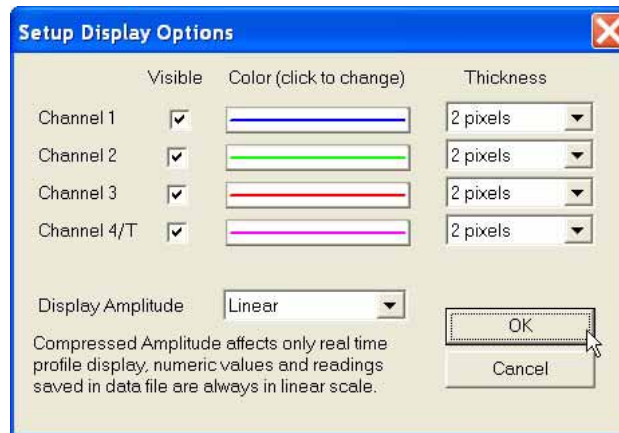 Setup Display Options
Visible Color (click to change) Thickness
Channel 1 2 pixels
Channel 2 2 pixels
Channel 3 2 pixels
Channel 4/T 2 pixels
Display Amplitude Linear
OK
Compressed Amplitude affects only real time
profile display, numeric values and readings
saved in data file are always in linear scale.
Cancel